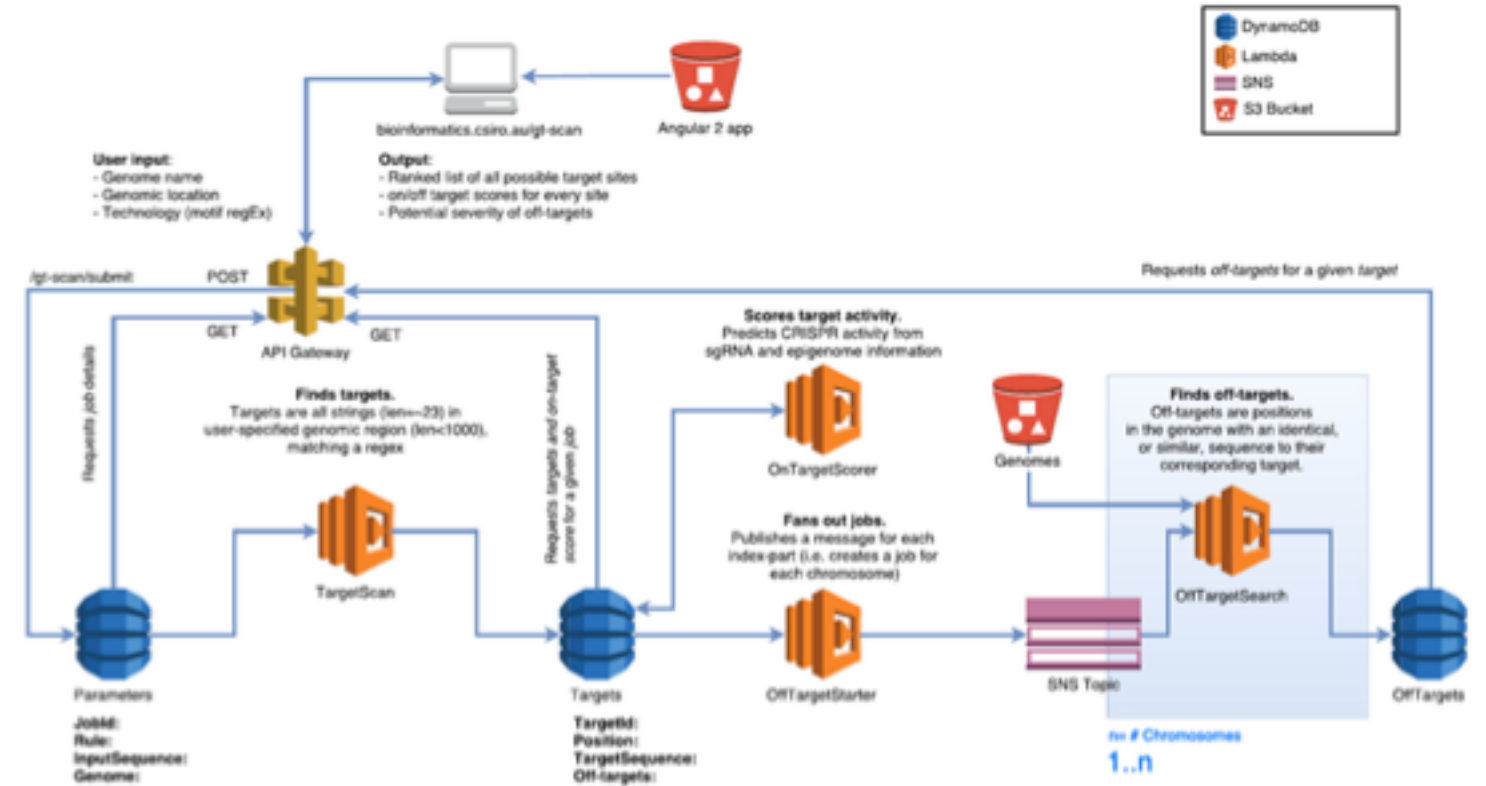 DynamoDB
Lambda
SNS
S3 Bucket
bioinformatics.csiro.au/gt-scan
Angular 2 app
User input:
- Genome name
- Genomic location
- Technology (motif regEx)
Output:
- Ranked list of all possible target sites
- on/off target scores for every site
- Potential severity of off-targets
/gt-scan/submit
POST
GET
GET
API Gateway
Requests off-targets for a given target
Requests job details
Finds targets.
Targets are all strings (len=~23) in
user-specified genomic region (len<1000),
matching a regex
TargetScan
Requests targets and on-target
score for a given job
Scores target activity.
Predicts CRISPR activity from
sgRNA and epigenome information
OnTargetScorer
Genomes
Finds off-targets.
Off-targets are positions
in the genome with an identical,
or similar, sequence to their
corresponding target.
OffTargetSearch
Fans out jobs.
Publishes a message for each
index-part (i.e. creates a job for
each chromosome)
OffTargetStarter
SNS Topic
OffTargets
Parameters
JobId:
Rule:
InputSequence:
Genome:
Targets
TargetId:
Position:
TargetSequence:
Off-targets:
n= # Chromosomes
1..n